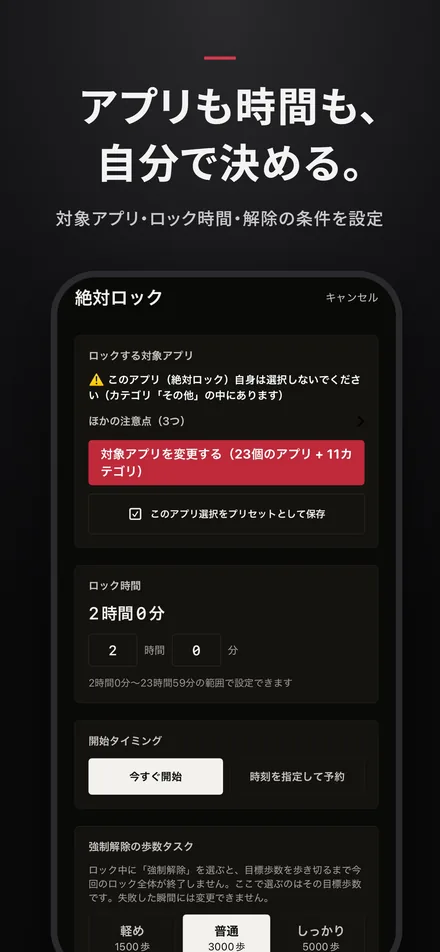 アプリも時間も、
自分で決める。
対象アプリ・ロック時間・解除の条件を設定
絶対ロック
キャンセル
ロックする対象アプリ
⚠️ このアプリ（絶対ロック）自身は選択しないでくださ
い（カテゴリ「その他」の中にあります）
ほかの注意点（3つ）
対象アプリを変更する（23個のアプリ + 11カ
テゴリ）
このアプリ選択をプリセットとして保存
ロック時間
2時間0分
2 時間 0 分
2時間0分〜23時間59分の範囲で設定できます
開始タイミング
今すぐ開始 時刻を指定して予約
強制解除の歩数タスク
ロック中に「強制解除」を選ぶと、目標歩数を歩き切るまで今
回のロック全体が終了しません。ここで選ぶのはその目標歩数
です。失敗した瞬間には変更できません。
軽め 普通 しっかり
1500歩 3000歩 5000歩